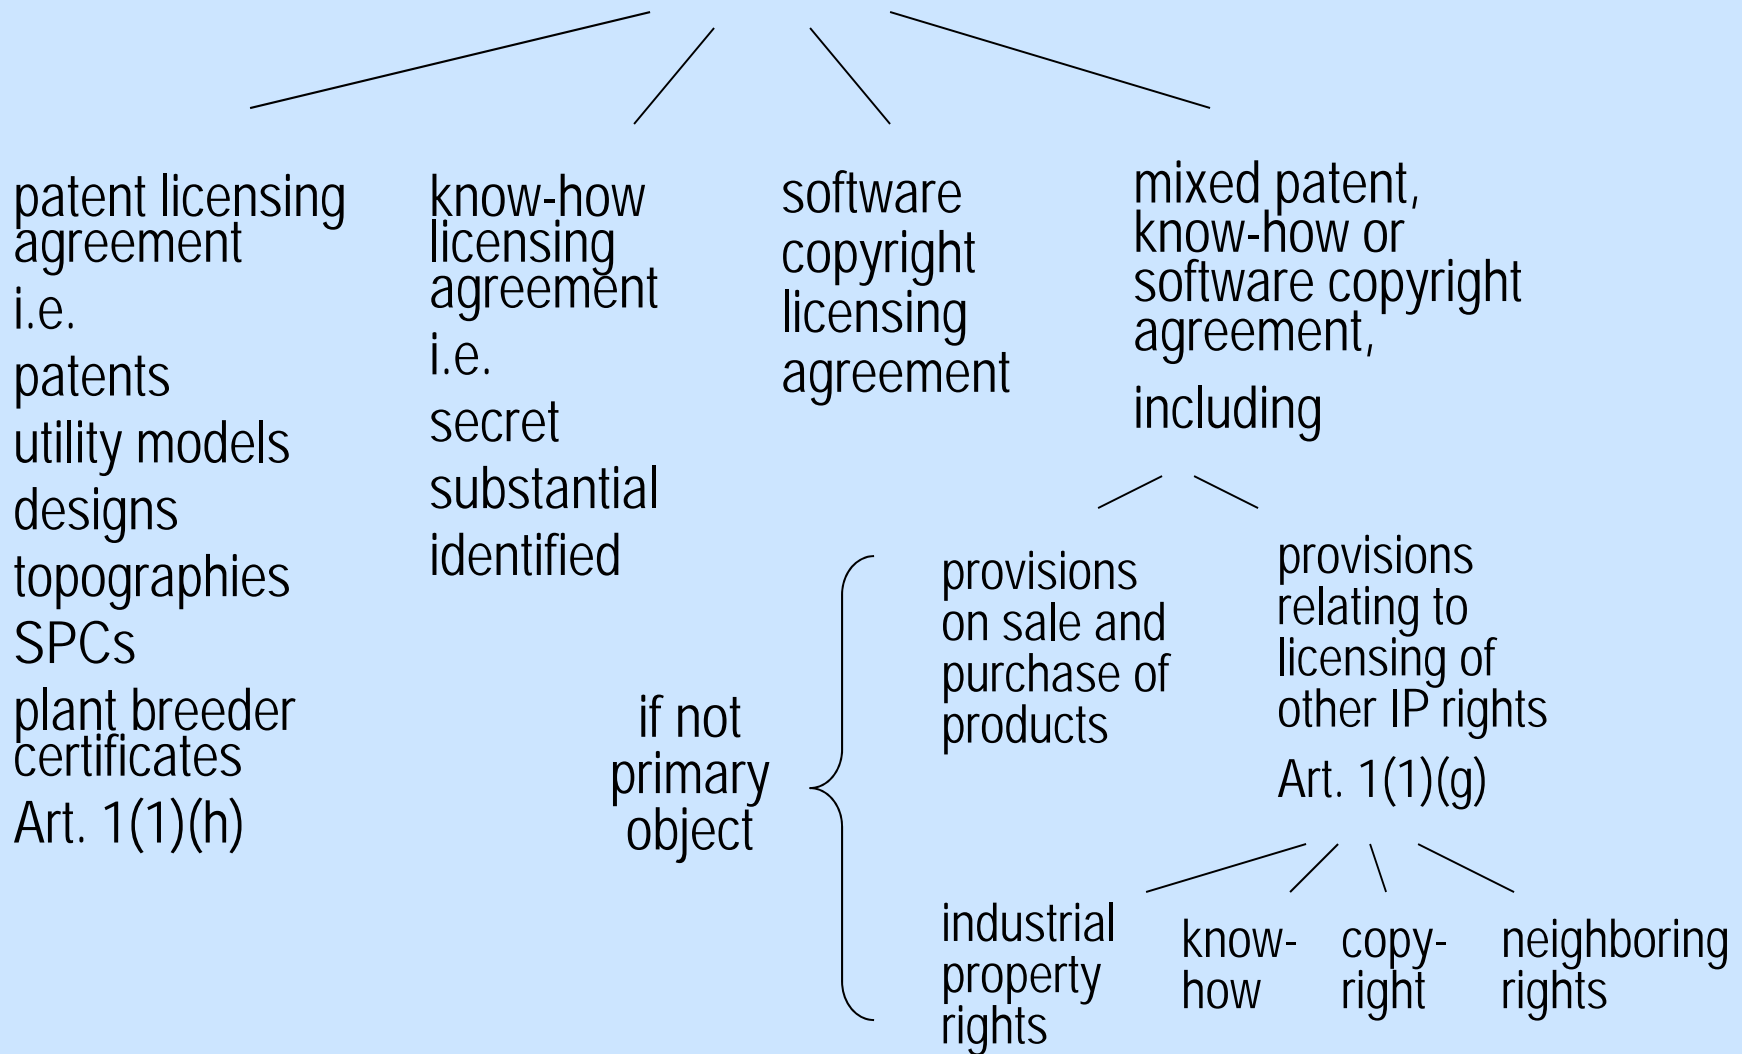 patent licensing
agreement
i.e.
patents
utility models
designs
topographies
SPCs
plant breeder
certificates
Art. 1(1)(h)
know-how
licensing
agreement
i.e.
secret
substantial
identified
software
copyright
licensing
agreement
mixed patent,
know-how or
software copyright
agreement,
including
if not
primary
object
provisions
on sale and
purchase of
products
provisions
relating to
licensing of
other IP rights
Art. 1(1)(g)
industrial
property
rights
know-
how
copy-
right
neighboring
rights